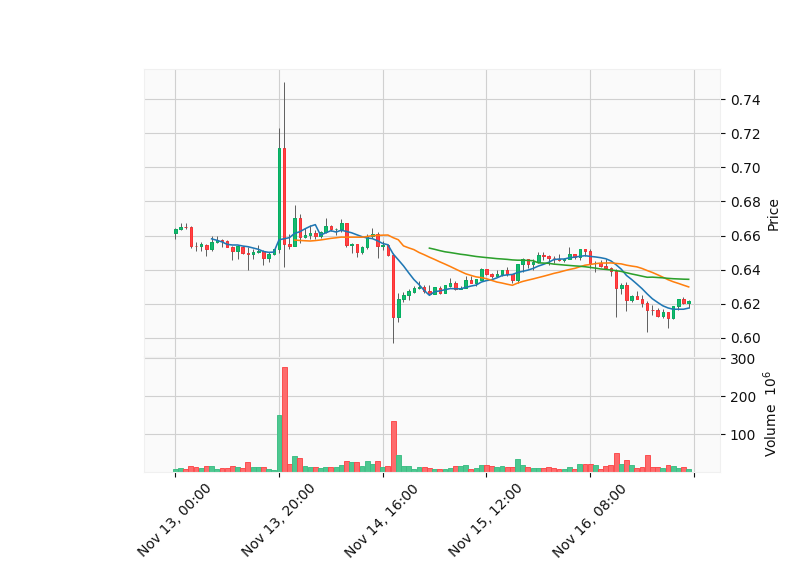 0.74
0.72
0.70
0.68
0.66
0.64
0.62
0.60
Price
300
200
100
Volume 10^6
Nov 13, 00:00
Nov 13, 20:00
Nov 14, 16:00
Nov 15, 12:00
Nov 16, 08:00